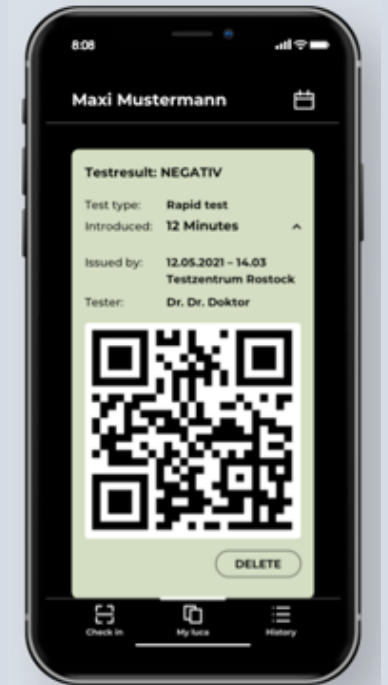 8:08
Maxi Mustermann
Testresult: NEGATIV
Test type: Rapid test
Introduced: 12 Minutes
Issued by: 12.05.2021 – 14.03
Testzentrum Rostock
Tester: Dr. Dr. Doktor
DELETE
Check in My luca History